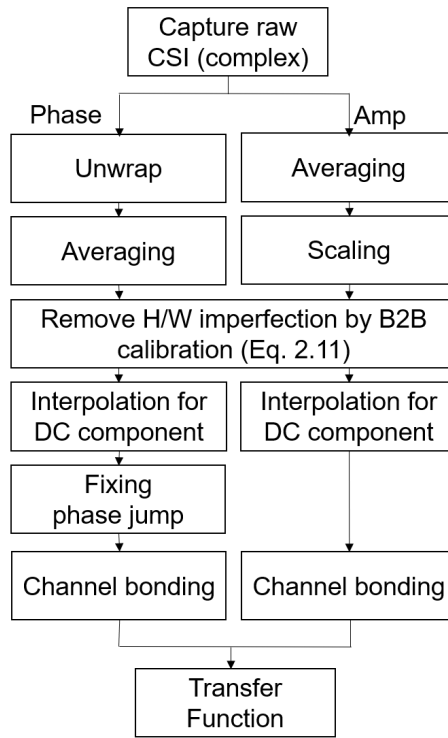 Capture raw
CSI (complex)
Phase
Amp
Unwrap
Averaging
Averaging
Scaling
Remove H/W imperfection by B2B
calibration (Eq. 2.11)
Interpolation for
DC component
Interpolation for
DC component
Fixing
phase jump
Channel bonding
Channel bonding
Transfer
Function